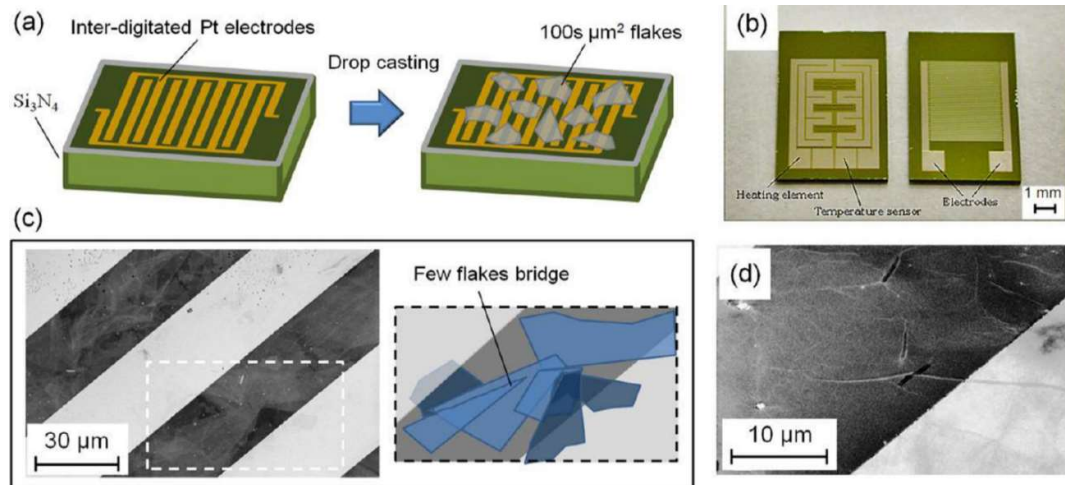 (a)
Inter-digitated Pt electrodes
Si₃N₄
Drop casting
100s μm² flakes
(b)
Heating element
Temperature sensor
Electrodes
1 mm
(c)
30 μm
Few flakes bridge
(d)
10 μm